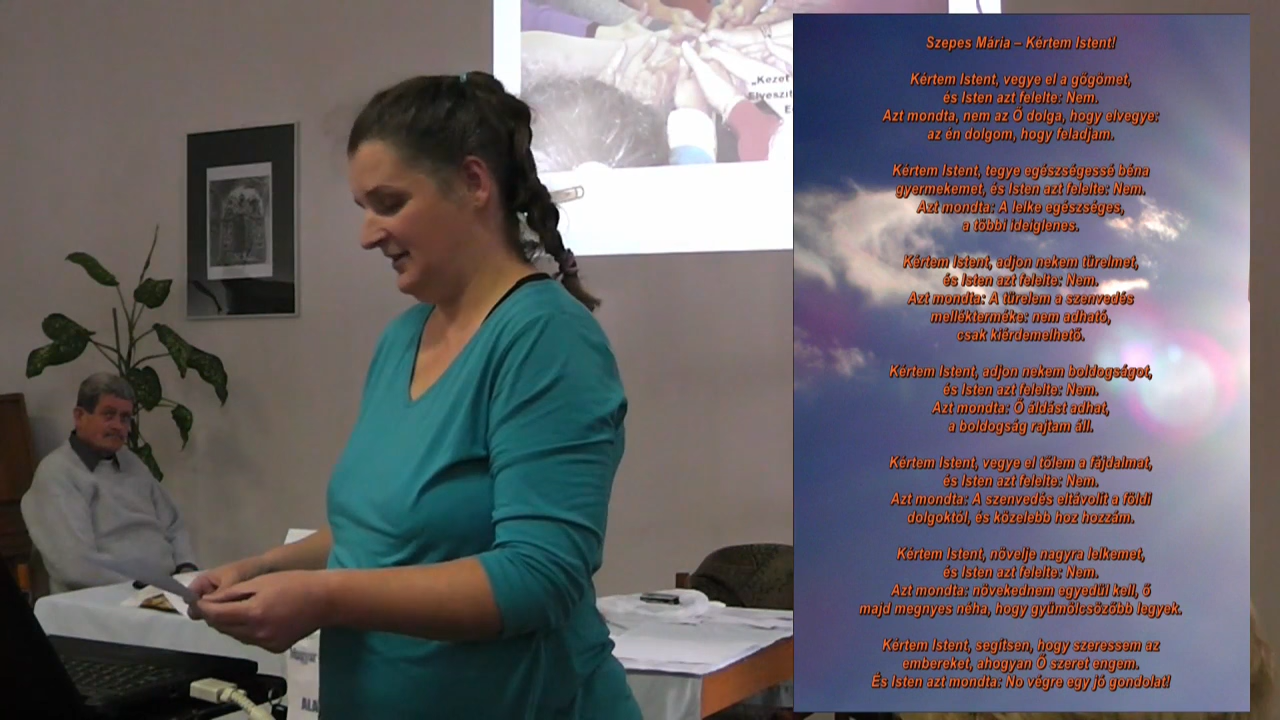 „Kezet
Elveszít
Szepes Mária – Kértem Istent!
Kértem Istent, vegye el a gőgömet,
és Isten azt felelte: Nem.
Azt mondta, nem az Ő dolga, hogy elvegye:
az én dolgom, hogy feladjam.
Kértem Istent, tegye egészségessé béna
gyermekemet, és Isten azt felelte: Nem.
Azt mondta: A lelke egészséges,
a többi ideiglenes.
Kértem Istent, adjon nekem türelmet,
és Isten azt felelte: Nem.
Azt mondta: A türelem a szenvedés
mellékterméke: nem adható,
csak kiérdemelhető.
Kértem Istent, adjon nekem boldogságot,
és Isten azt felelte: Nem.
Azt mondta: Ő áldást adhat,
a boldogság rajtam áll.
Kértem Istent, vegye el tőlem a fájdalmat,
és Isten azt felelte: Nem.
Azt mondta: A szenvedés eltávolít a földi
dolgoktól, és közelebb hoz hozzám.
Kértem Istent, növelje nagyra lelkemet,
és Isten azt felelte: Nem.
Azt mondta: növekednem egyedül kell, ő
majd megnyes néha, hogy gyümölcsözőbb legyek.
Kértem Istent, segítsen, hogy szeressem az
embereket, ahogyan Ő szeret engem.
És Isten azt mondta: No végre egy jó gondolat!